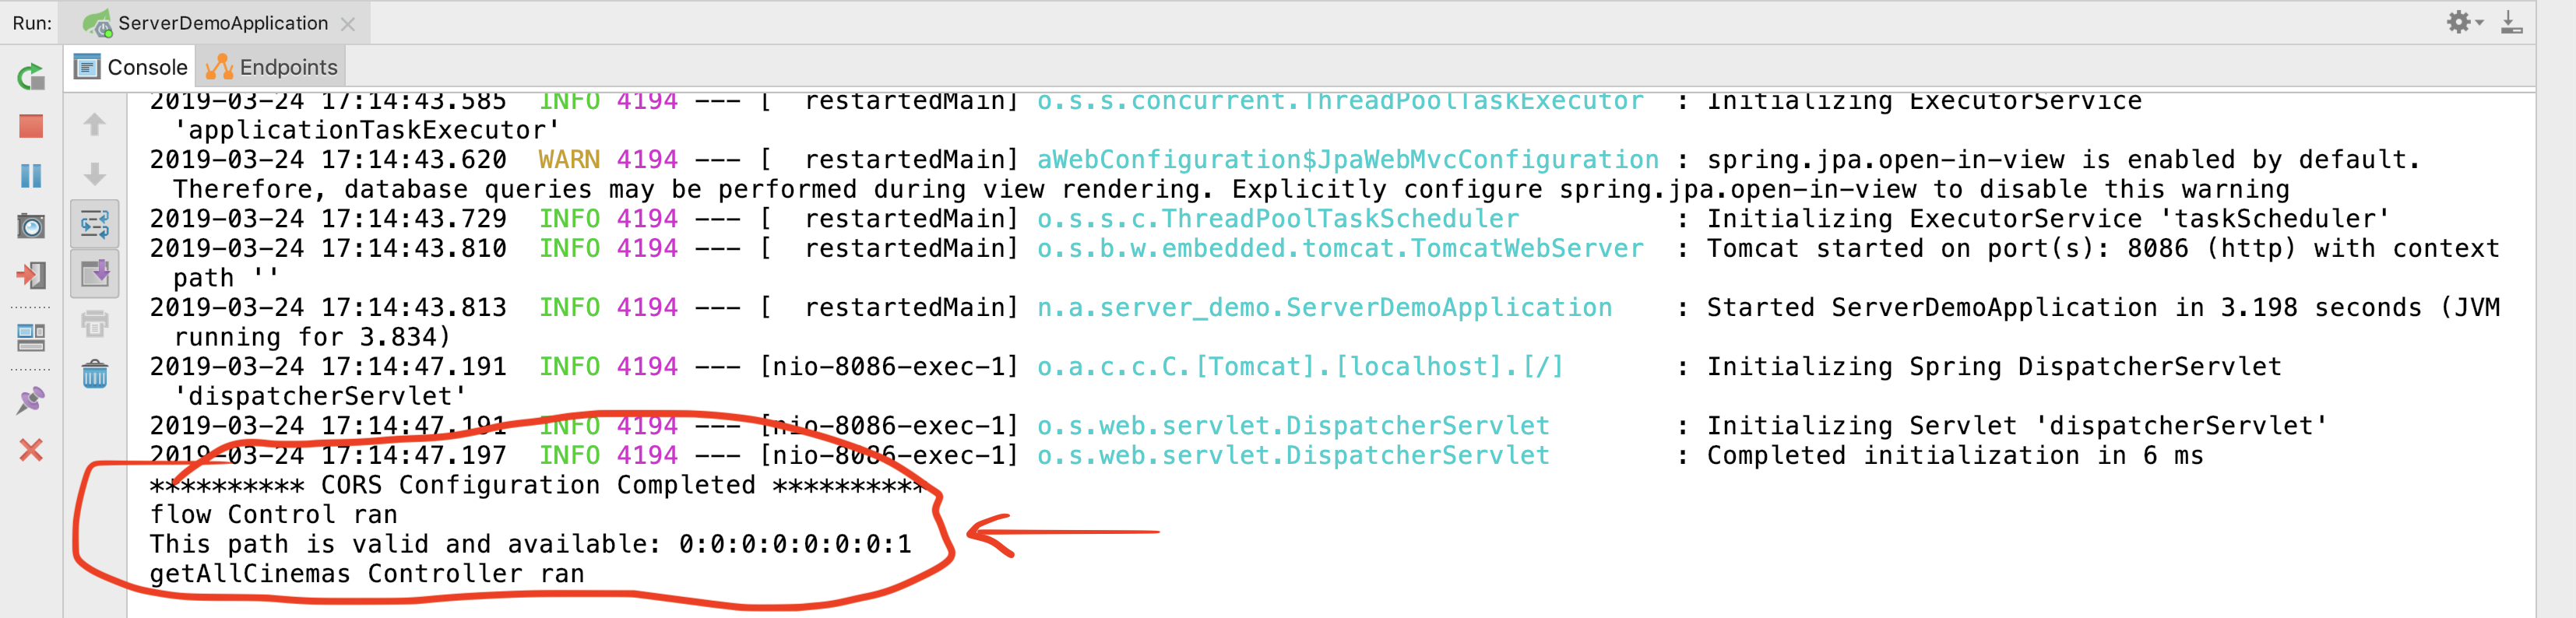 Run: ServerDemoApplication
Console Endpoints
2019-03-24 17:14:43.585  INFO 4194 --- [  restartedMain] o.s.s.concurrent.ThreadPoolTaskExecutor  : Initializing ExecutorService
'applicationTaskExecutor'
2019-03-24 17:14:43.620  WARN 4194 --- [  restartedMain] aWebConfiguration$JpaWebMvcConfiguration : spring.jpa.open-in-view is enabled by default.
Therefore, database queries may be performed during view rendering. Explicitly configure spring.jpa.open-in-view to disable this warning
2019-03-24 17:14:43.729  INFO 4194 --- [  restartedMain] o.s.s.c.ThreadPoolTaskScheduler          : Initializing ExecutorService 'taskScheduler'
2019-03-24 17:14:43.810  INFO 4194 --- [  restartedMain] o.s.b.w.embedded.tomcat.TomcatWebServer  : Tomcat started on port(s): 8086 (http) with context
path ''
2019-03-24 17:14:43.813  INFO 4194 --- [  restartedMain] n.a.server_demo.ServerDemoApplication    : Started ServerDemoApplication in 3.198 seconds (JVM
running for 3.834)
2019-03-24 17:14:47.191  INFO 4194 --- [nio-8086-exec-1] o.a.c.c.C.[Tomcat].[localhost].[/]       : Initializing Spring DispatcherServlet
'dispatcherServlet'
2019-03-24 17:14:47.191  INFO 4194 --- [nio-8086-exec-1] o.s.web.servlet.DispatcherServlet        : Initializing Servlet 'dispatcherServlet'
2019-03-24 17:14:47.197  INFO 4194 --- [nio-8086-exec-1] o.s.web.servlet.DispatcherServlet        : Completed initialization in 6 ms
********** CORS Configuration Completed **********
flow Control ran
This path is valid and available: 0:0:0:0:0:0:0:1
getAllCinemas Controller ran